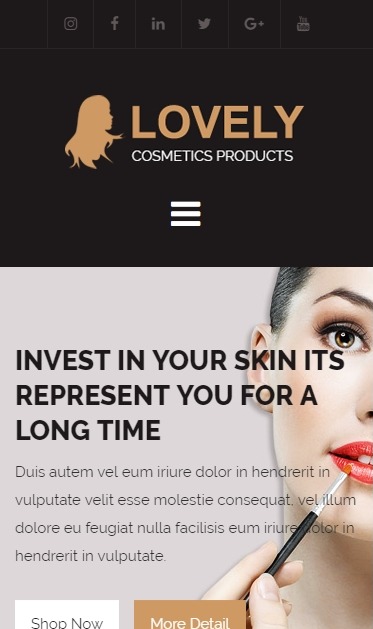 LOVELY
COSMETICS PRODUCTS
INVEST IN YOUR SKIN ITS
REPRESENT YOU FOR A
LONG TIME
Duis autem vel eum iriure dolor in hendrerit in
vulputate velit esse molestie consequat, vel illum
dolore eu feugiat nulla facilisis eum iriure dolor in
hendrerit in vulputate.
Shop Now
More Detail